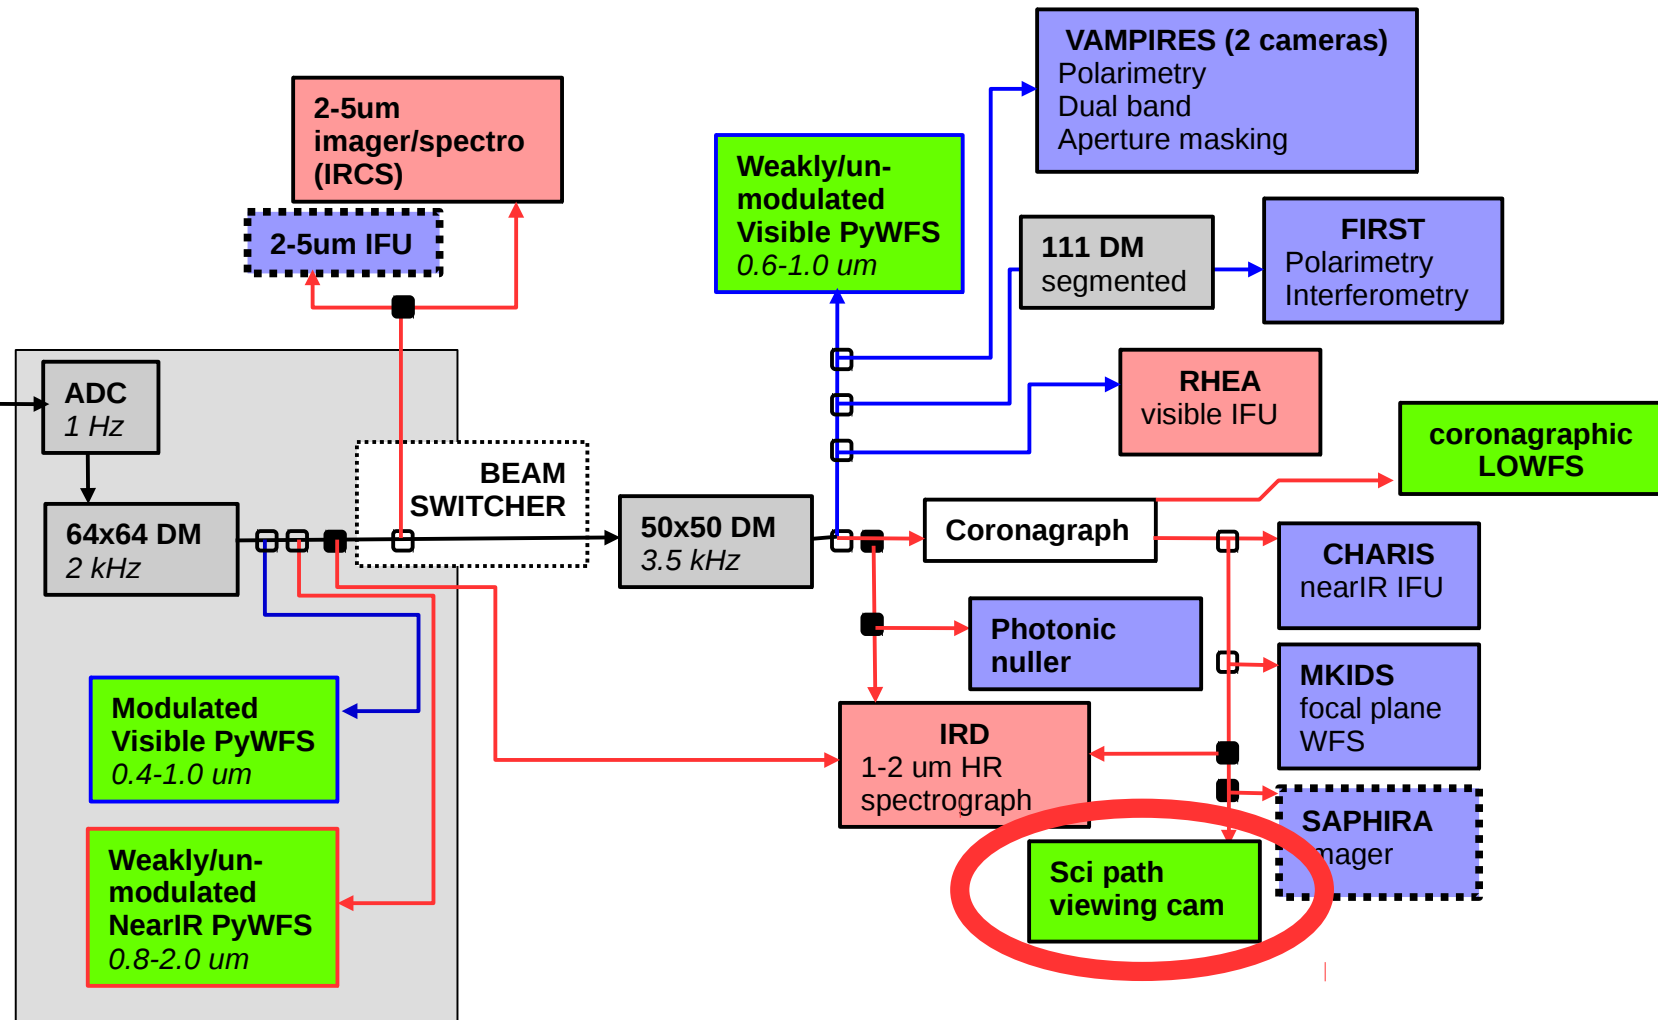 VAMPIRES (2 cameras)
Polarimetry
Dual band
Aperture masking
2-5um
imager/spectro
(IRCS)
Weakly/un-
modulated
Visible PyWFS
0.6-1.0 um
2-5um IFU
111 DM
segmented
FIRST
Polarimetry
Interferometry
ADC
1 Hz
RHEA
visible IFU
coronagraphic
LOWFS
BEAM
SWITCHER
64x64 DM
2 kHz
50x50 DM
3.5 kHz
Coronagraph
CHARIS
nearIR IFU
Photonic
nuller
MKIDS
focal plane
WFS
Modulated
Visible PyWFS
0.4-1.0 um
IRD
1-2 um HR
spectrograph
SAPHIRA
imager
Weakly/un-
modulated
NearIR PyWFS
0.8-2.0 um
Sci path
viewing cam